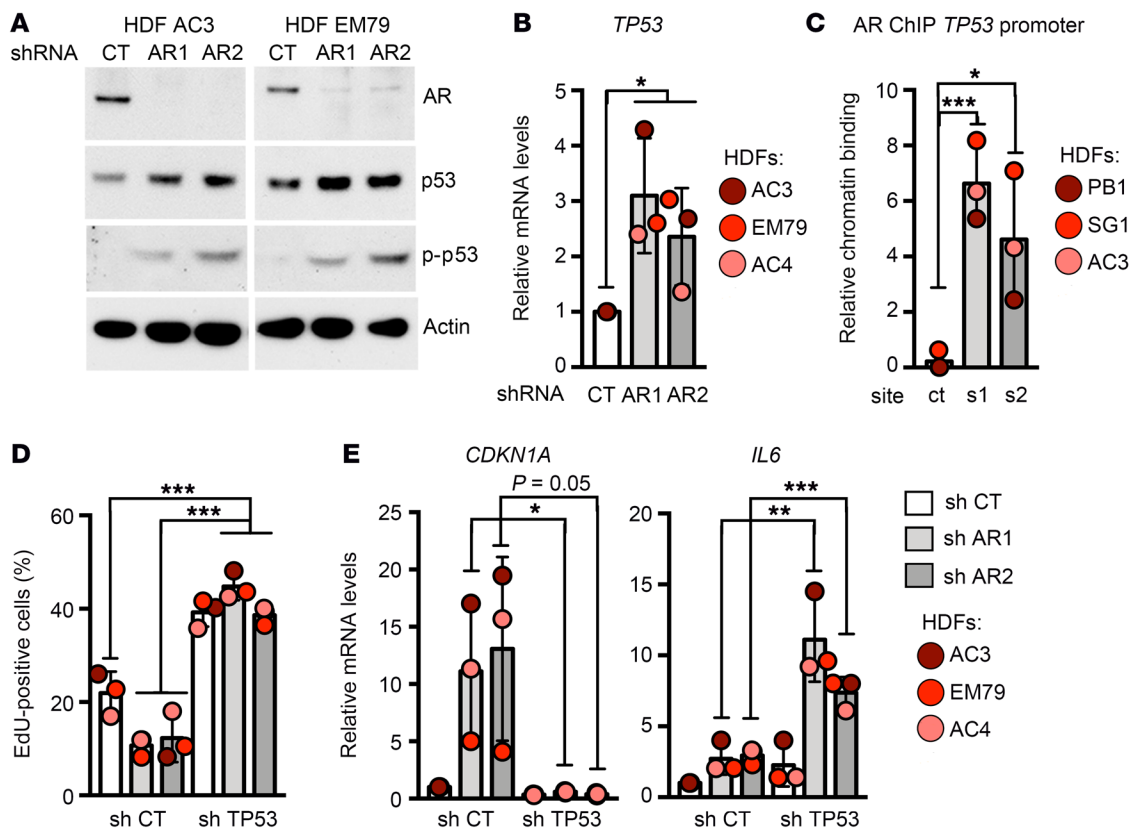 A
HDF AC3 HDF EM79
shRNA CT AR1 AR2 CT AR1 AR2
AR
p53
p-p53
Actin
B
TP53
*
Relative mRNA levels
5
4
3
2
1
0
shRNA CT AR1 AR2
HDFs:
AC3
EM79
AC4
C
AR ChIP TP53 promoter
*
***
Relative chromatin binding
10
8
6
4
2
0
site ct s1 s2
HDFs:
PB1
SG1
AC3
D
***
***
EdU-positive cells (%)
60
40
20
0
sh CT sh TP53
E
CDKN1A
P = 0.05
*
Relative mRNA levels
25
20
15
10
5
0
sh CT sh TP53
IL6
***
**
20
15
10
5
0
sh CT sh TP53
sh CT
sh AR1
sh AR2
HDFs:
AC3
EM79
AC4